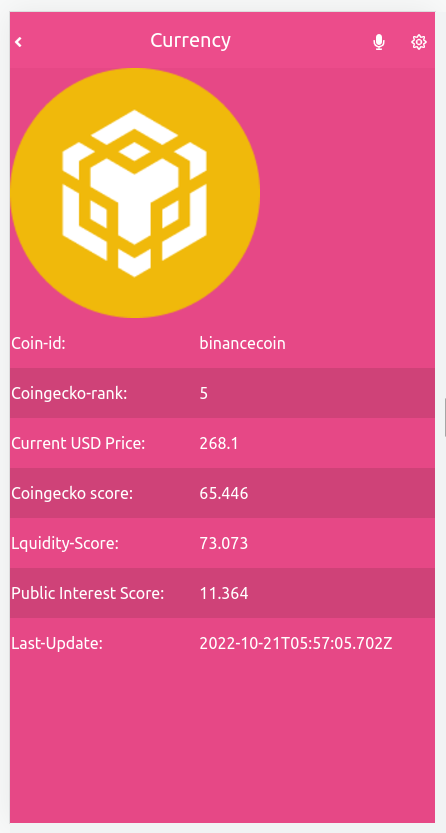 Currency
Coin-id: binancecoin
Coingecko-rank: 5
Current USD Price: 268.1
Coingecko score: 65.446
Lquidity-Score: 73.073
Public Interest Score: 11.364
Last-Update: 2022-10-21T05:57:05.702Z